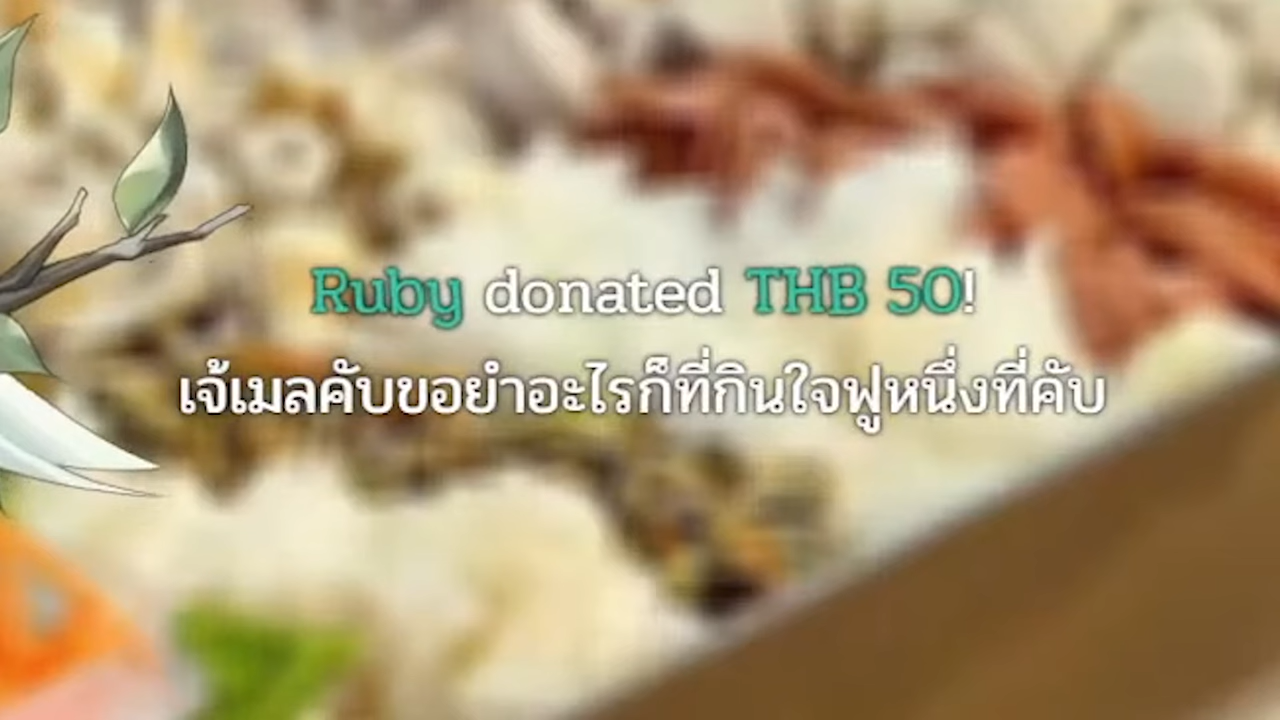 Ruby donated THB 50!
เจ้เมลคับขอยำอะไรก็ที่กินใจฟูหนึ่งที่คับ